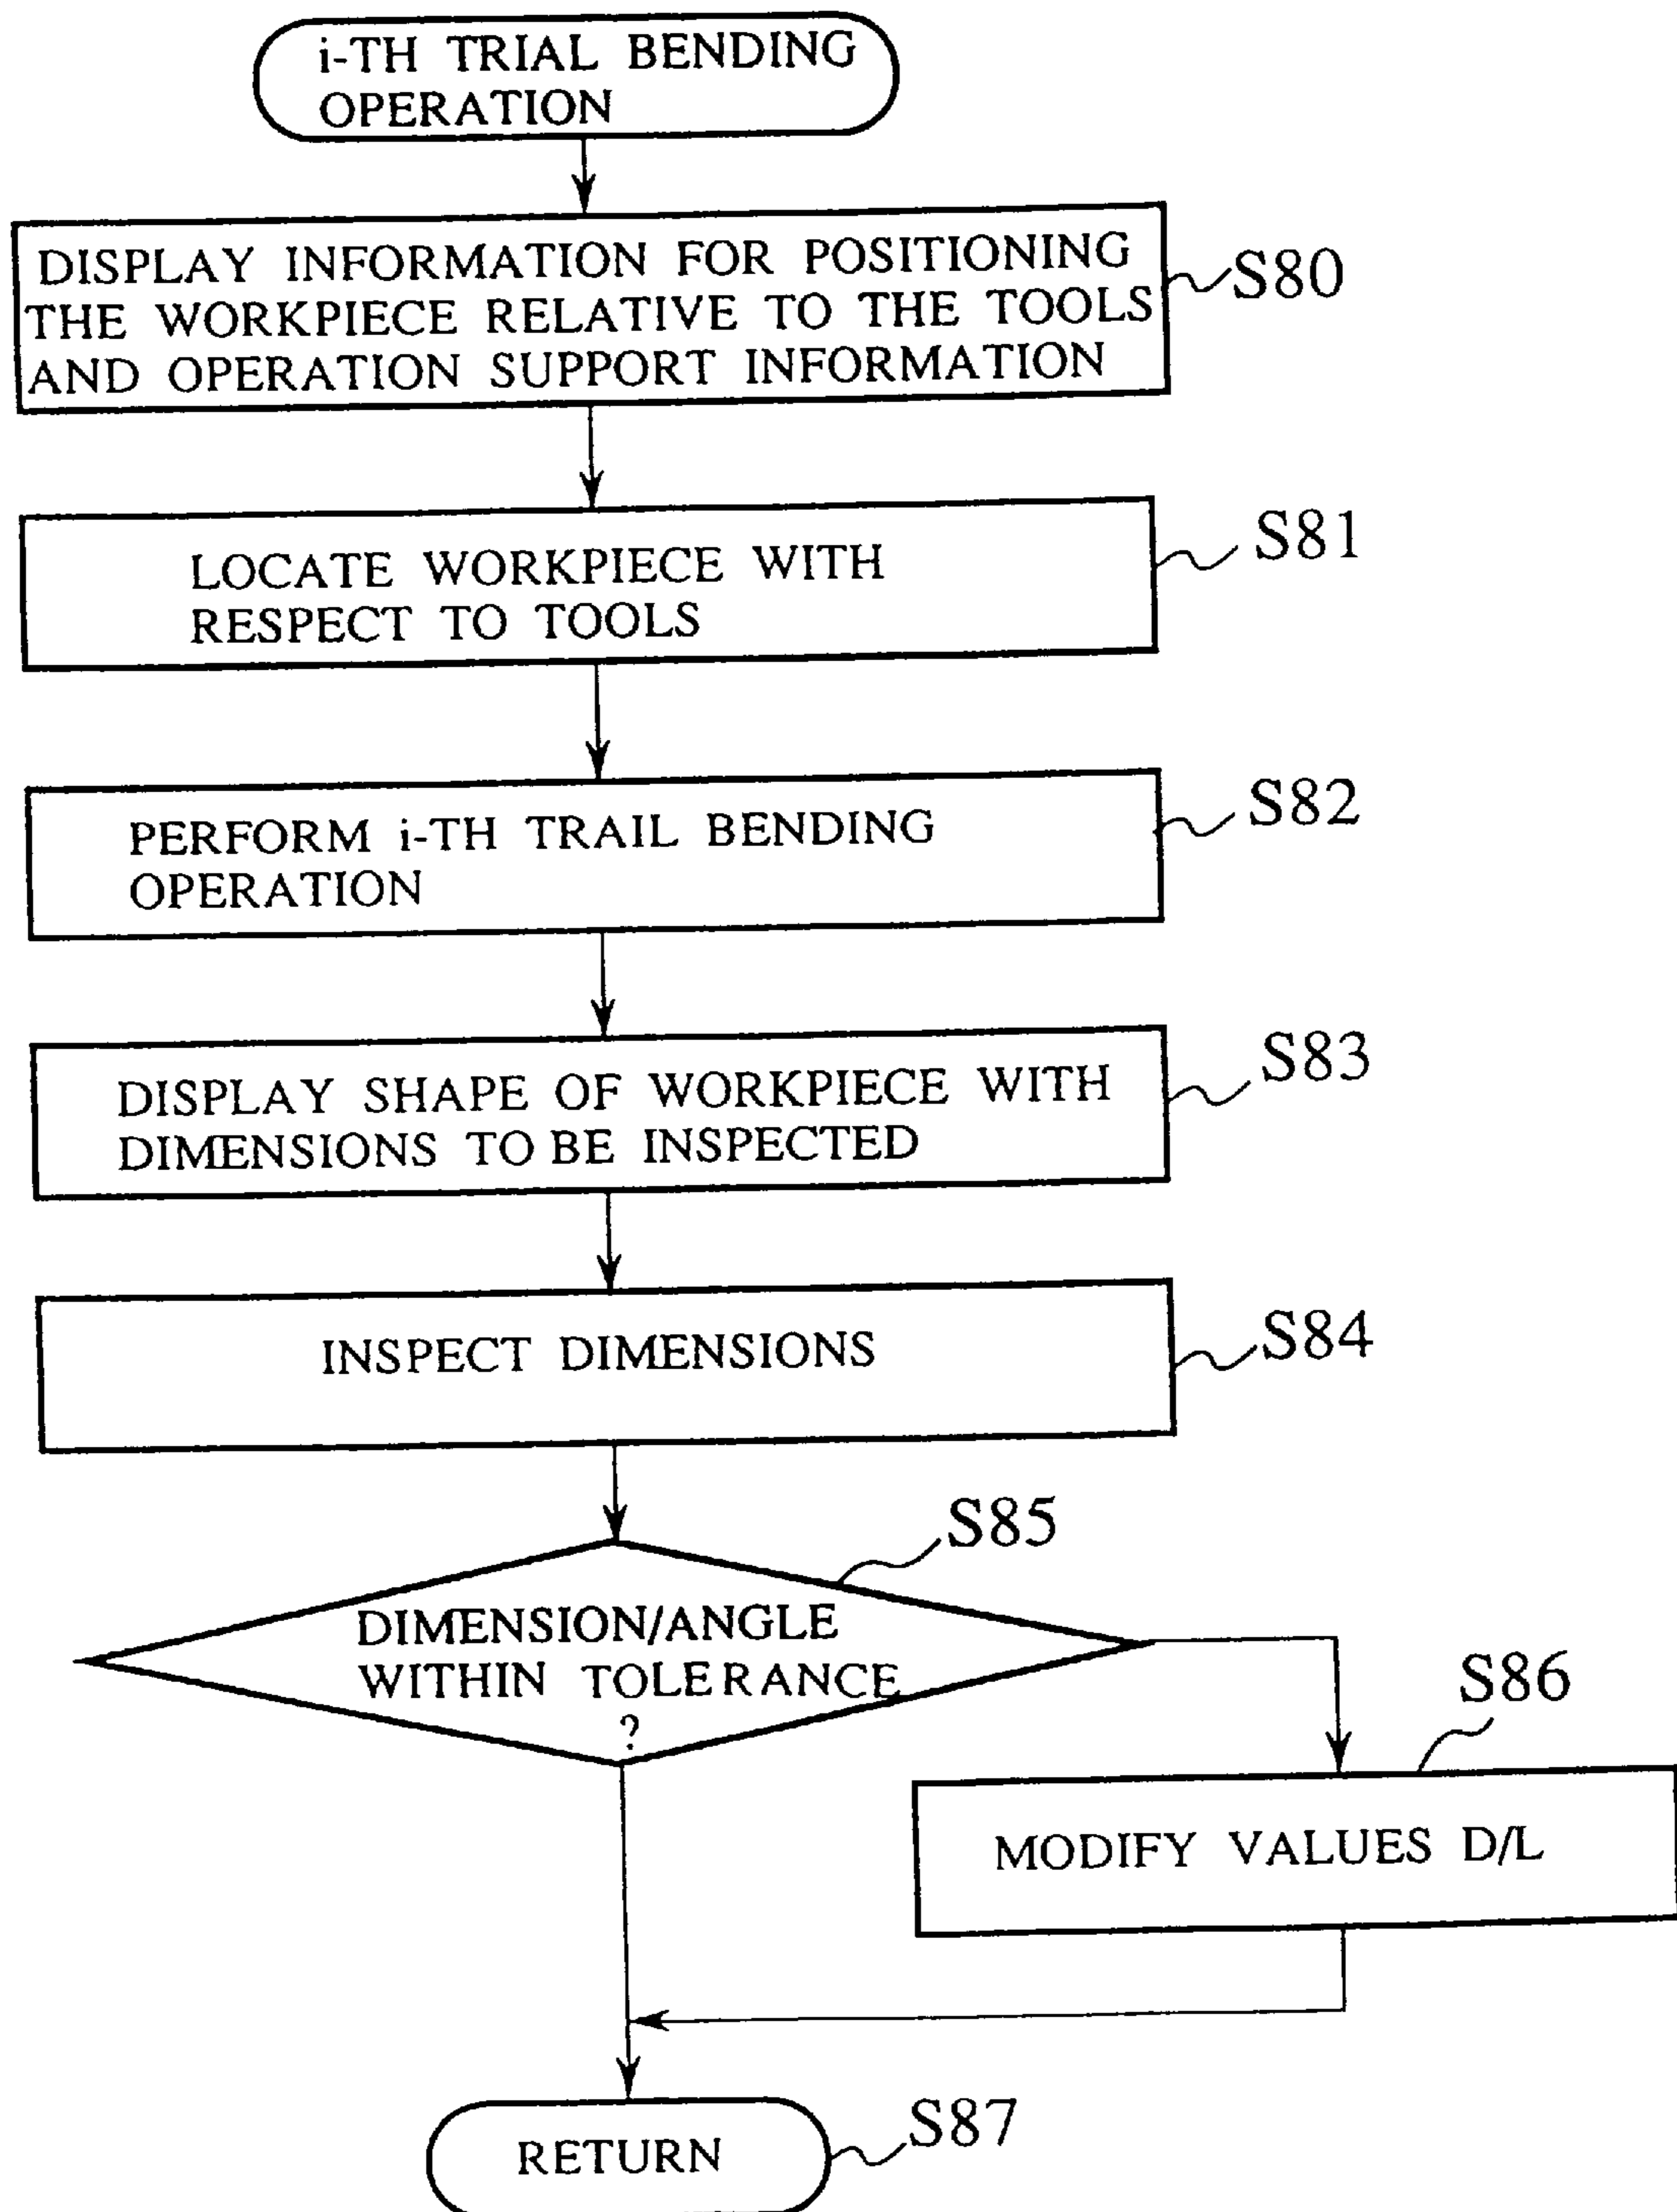 i-TH TRIAL BENDING
OPERATION
DISPLAY INFORMATION FOR POSITIONING
THE WORKPIECE RELATIVE TO THE TOOLS
AND OPERATION SUPPORT INFORMATION
S80
LOCATE WORKPIECE WITH
RESPECT TO TOOLS
S81
PERFORM i-TH TRAIL BENDING
OPERATION
S82
DISPLAY SHAPE OF WORKPIECE WITH
DIMENSIONS TO BE INSPECTED
S83
INSPECT DIMENSIONS
S84
S85
DIMENSION/ANGLE
WITHIN TOLERANCE
?
S86
MODIFY VALUES D/L
RETURN
S87